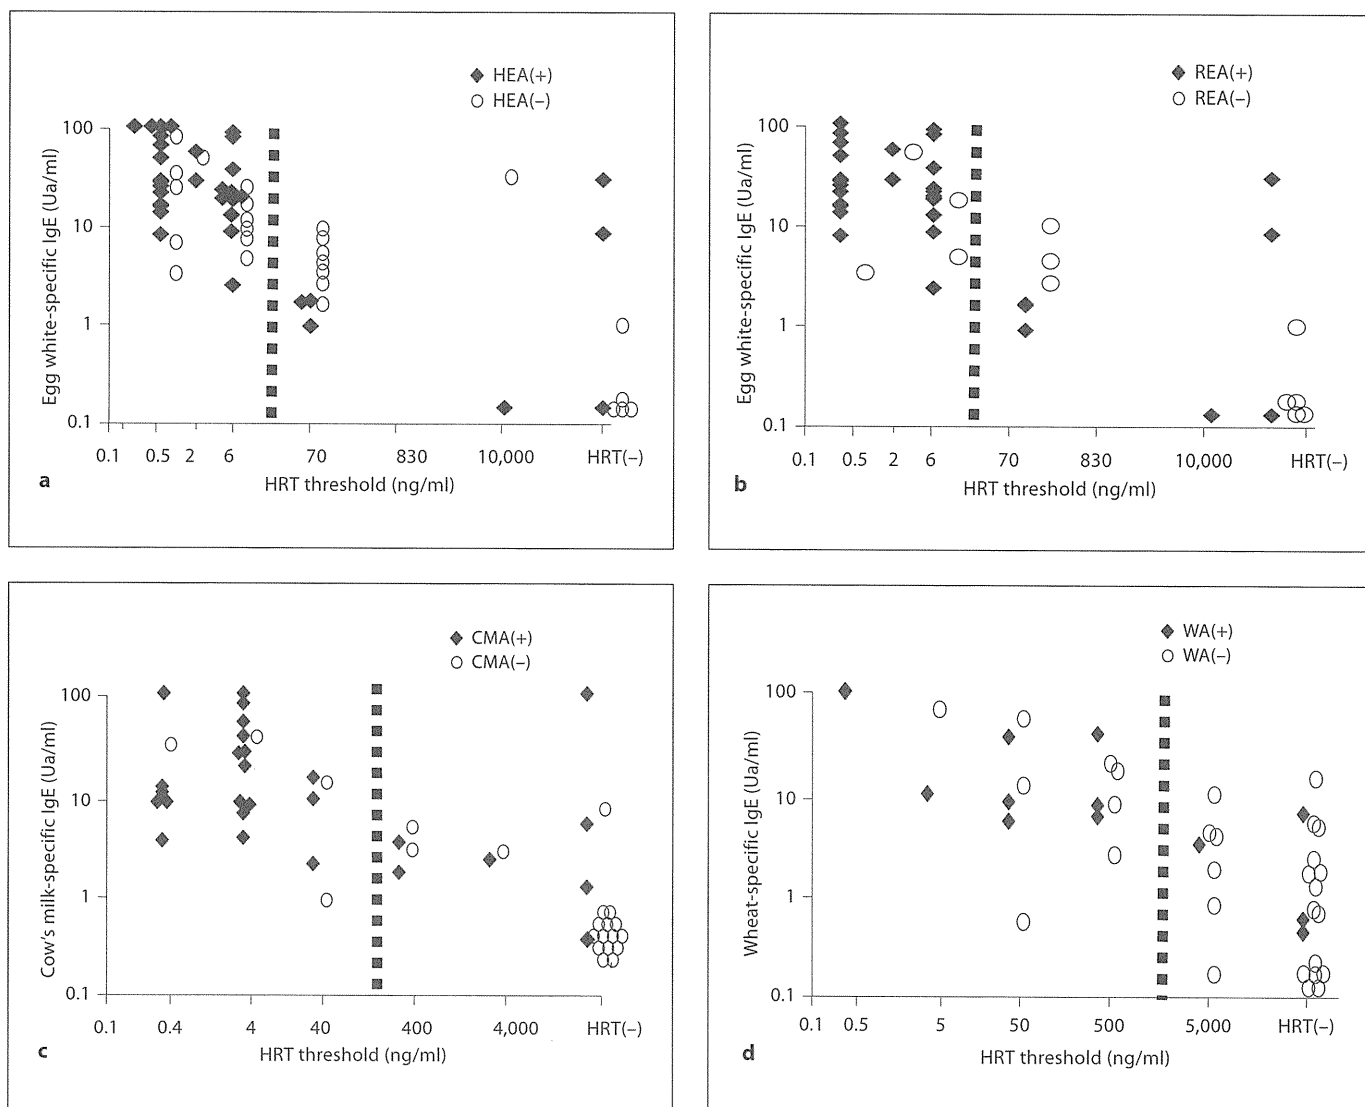 HEA(+)
HEA(–)
Egg white-specific IgE (Ua/ml)
100
10
1
0.1
0.1 0.5 2 6 70 830 10,000 HRT(–)
HRT threshold (ng/ml)
a
REA(+)
REA(–)
Egg white-specific IgE (Ua/ml)
100
10
1
0.1
0.1 0.5 2 6 70 830 10,000 HRT(–)
HRT threshold (ng/ml)
b
CMA(+)
CMA(–)
Cow's milk-specific IgE (Ua/ml)
100
10
1
0.1
0.1 0.4 4 40 400 4,000 HRT(–)
HRT threshold (ng/ml)
c
WA(+)
WA(–)
Wheat-specific IgE (Ua/ml)
100
10
1
0.1
0.1 0.5 5 50 500 5,000 HRT(–)
HRT threshold (ng/ml)
d